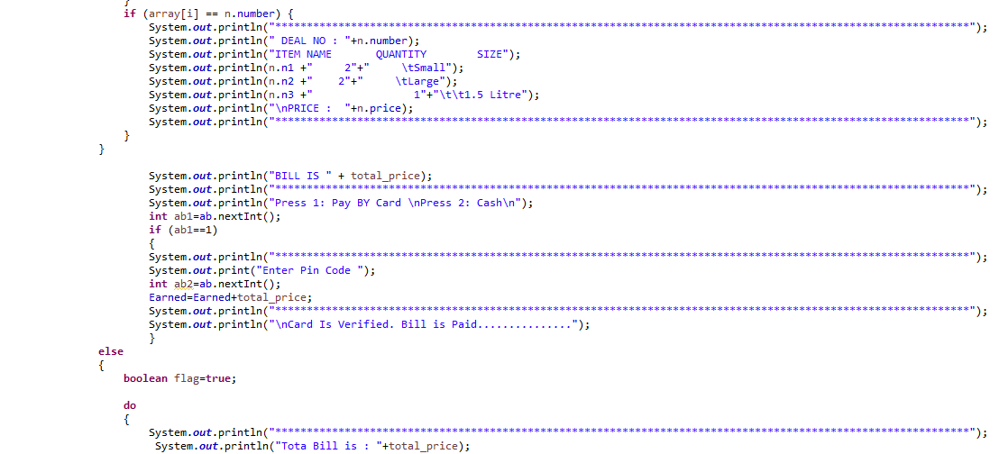 }
if (array[i] == n.number) {
System.out.println("**************************************************************************************************************");
System.out.println(" DEAL NO : "+n.number);
System.out.println("ITEM NAME       QUANTITY        SIZE");
System.out.println(n.n1 +"     2"+"     \tSmall");
System.out.println(n.n2 +"    2"+"    \tLarge");
System.out.println(n.n3 +"                1"+"\t\t1.5 Litre");
System.out.println("\nPRICE :  "+n.price);
System.out.println("**************************************************************************************************************");
}
}
System.out.println("BILL IS " + total_price);
System.out.println("**************************************************************************************************************");
System.out.println("Press 1: Pay BY Card \nPress 2: Cash\n");
int ab1=ab.nextInt();
if (ab1==1)
{
System.out.println("**************************************************************************************************************");
System.out.print("Enter Pin Code ");
int ab2=ab.nextInt();
Earned=Earned+total_price;
System.out.println("**************************************************************************************************************");
System.out.println("\nCard Is Verified. Bill is Paid...............");
}
else
{
boolean flag=true;
do
{
System.out.println("**************************************************************************************************************");
System.out.println("Tota Bill is : "+total_price);